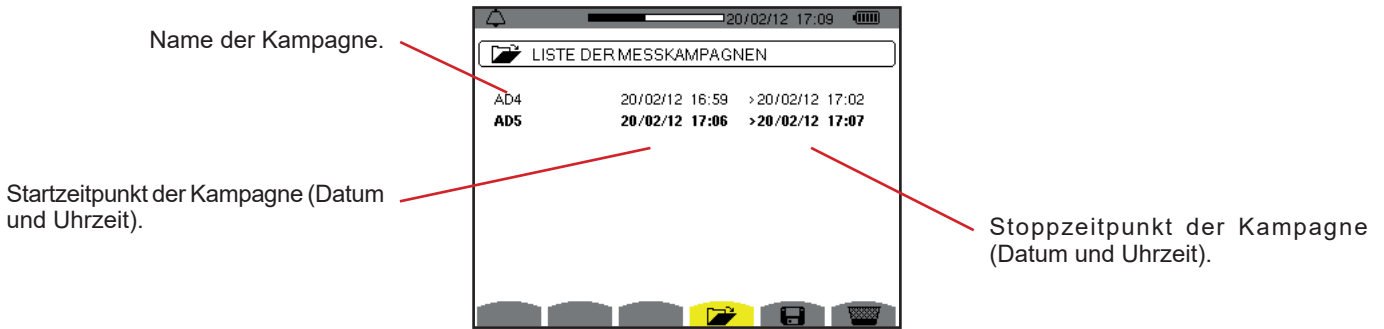 20/02/12 17:09
Name der Kampagne.
LISTE DER MESSKAMPAGNEN
AD4 20/02/12 16:59 >20/02/12 17:02
AD5 20/02/12 17:06 >20/02/12 17:07
Startzeitpunkt der Kampagne (Datum
und Uhrzeit).
Stoppzeitpunkt der Kampagne
(Datum und Uhrzeit).